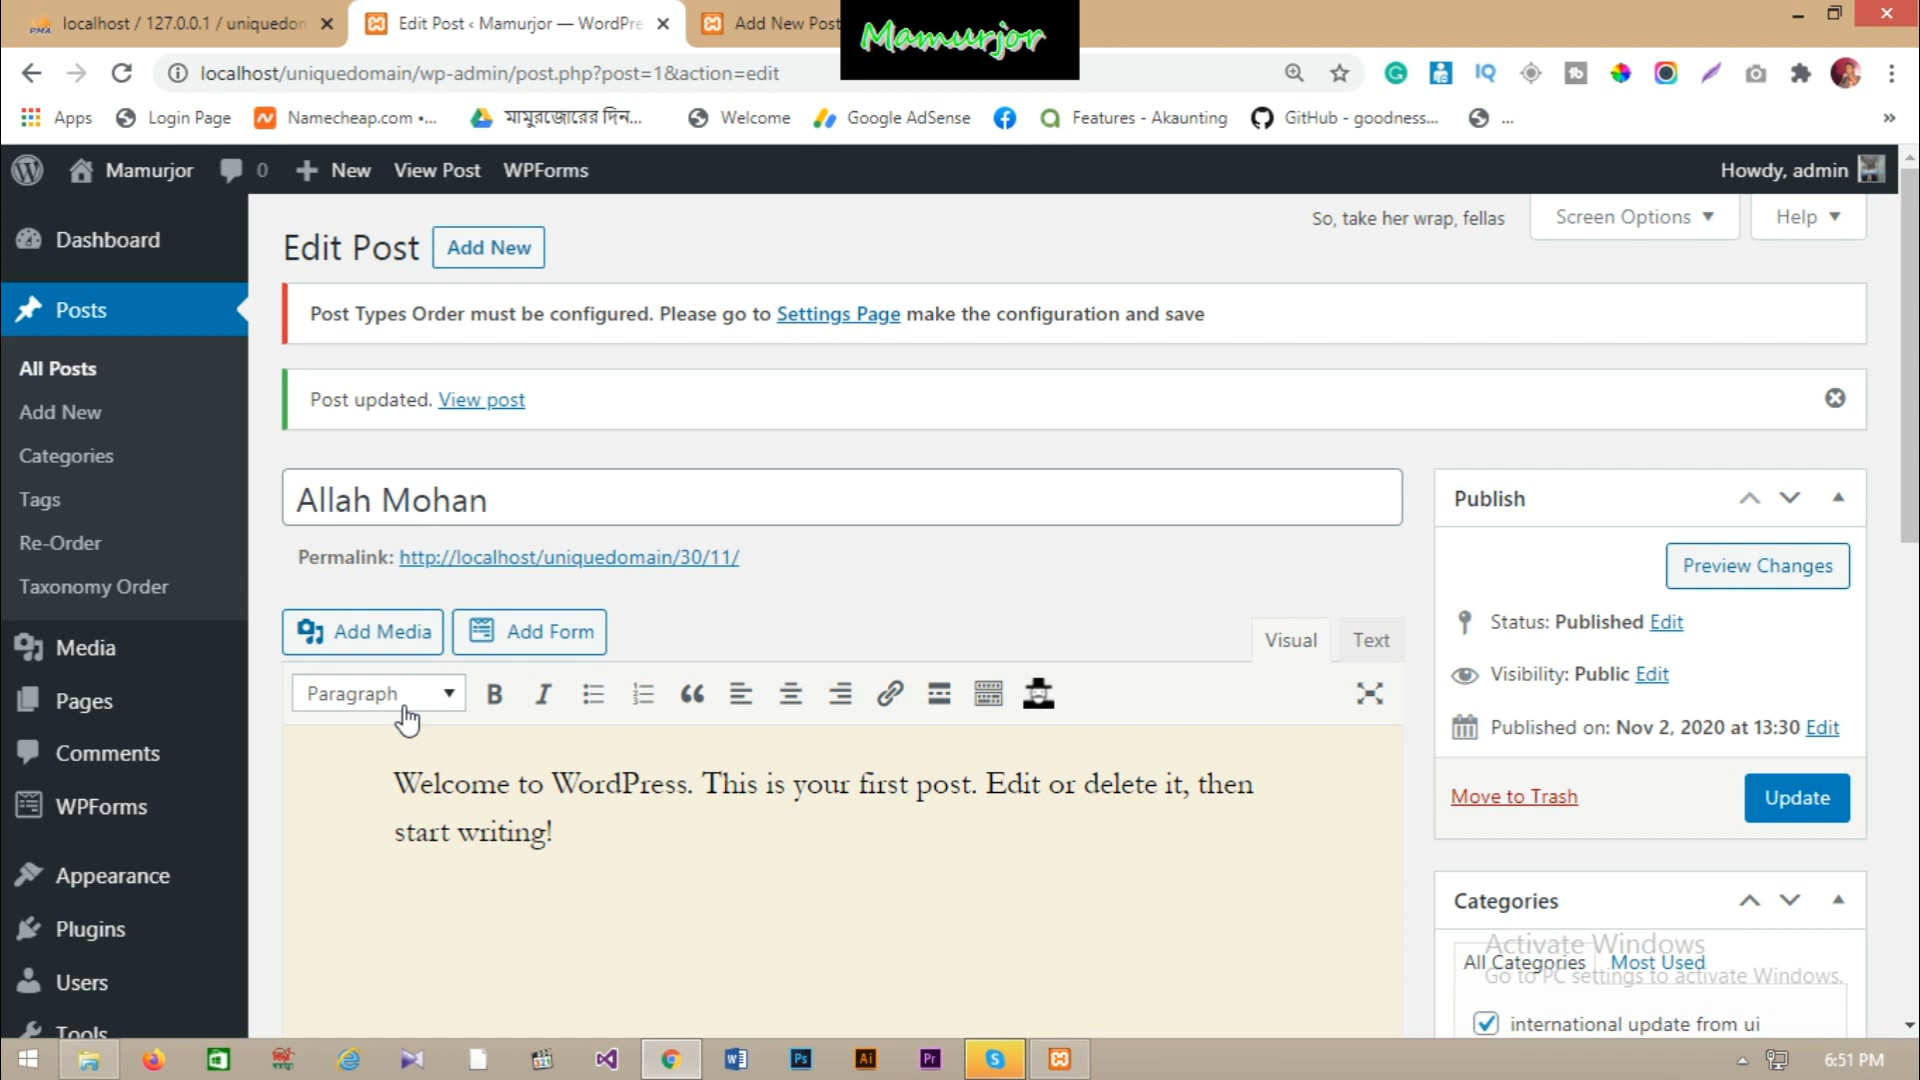 localhost / 127.0.0.1 / uniquedom
Edit Post ‹ Mamurjor — WordPre
Add New Post
Mamurjor
localhost/uniquedomain/wp-admin/post.php?post=1&action=edit
Apps
Login Page
Namecheap.com •...
মামুরজোরের দিন...
Welcome
Google AdSense
Features - Akaunting
GitHub - goodness...
...
»
Mamurjor
0
New
View Post
WPForms
Howdy, admin
So, take her wrap, fellas
Screen Options
Help
Dashboard
Posts
All Posts
Add New
Categories
Tags
Re-Order
Taxonomy Order
Media
Pages
Comments
WPForms
Appearance
Plugins
Users
Tools
Edit Post
Add New
Post Types Order must be configured. Please go to Settings Page make the configuration and save
Post updated. View post
Allah Mohan
Permalink: http://localhost/uniquedomain/30/11/
Add Media
Add Form
Visual
Text
Paragraph
B
I
Welcome to WordPress. This is your first post. Edit or delete it, then
start writing!
Publish
Preview Changes
Status: Published Edit
Visibility: Public Edit
Published on: Nov 2, 2020 at 13:30 Edit
Move to Trash
Update
Categories
Activate Windows
Go to PC settings to activate Windows.
All Categories
Most Used
international update from ui
6:51 PM